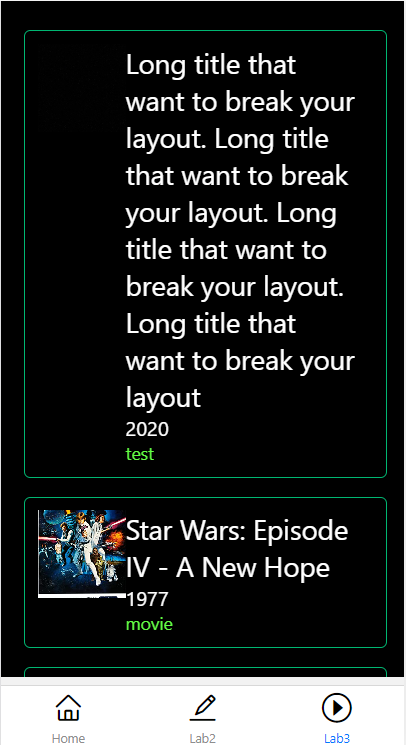 Long title that
want to break your
layout. Long title
that want to break
your layout. Long
title that want to
break your layout.
Long title that
want to break your
layout
2020
test
Star Wars: Episode
IV - A New Hope
1977
movie
Home
Lab2
Lab3